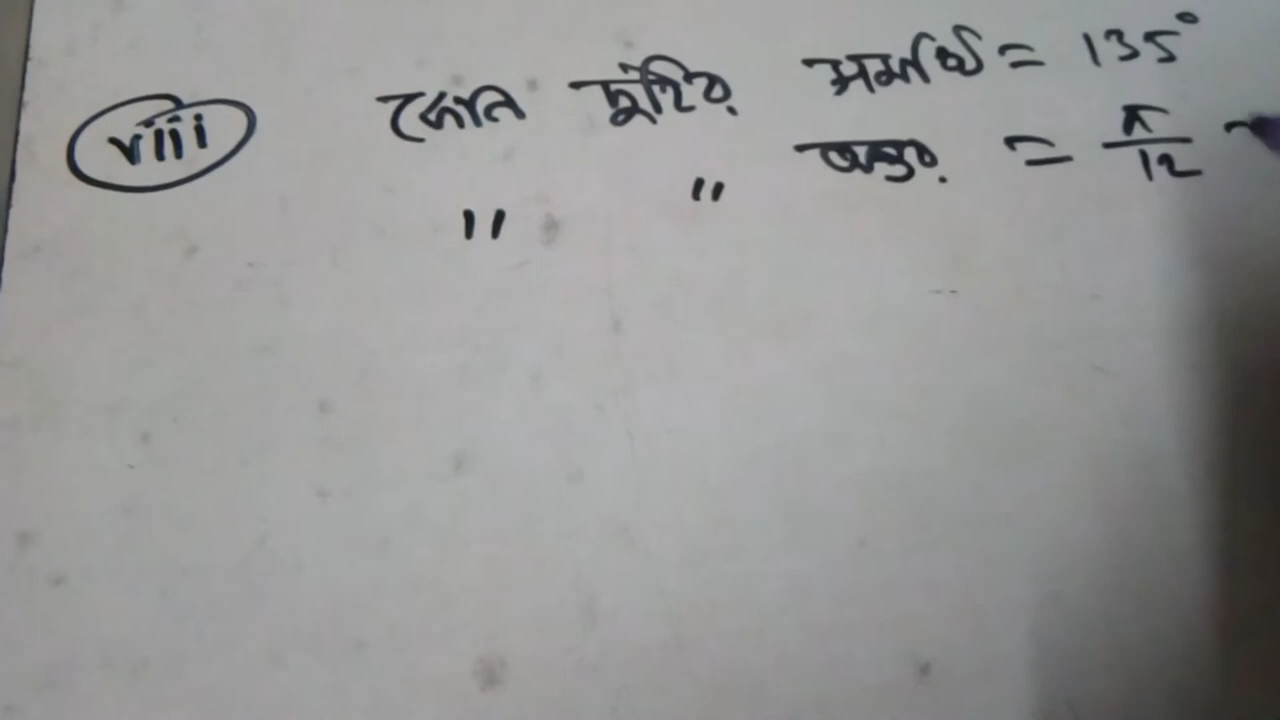 viii কোন দুটির সমষ্টি = 135°
" " অন্তর = π/12